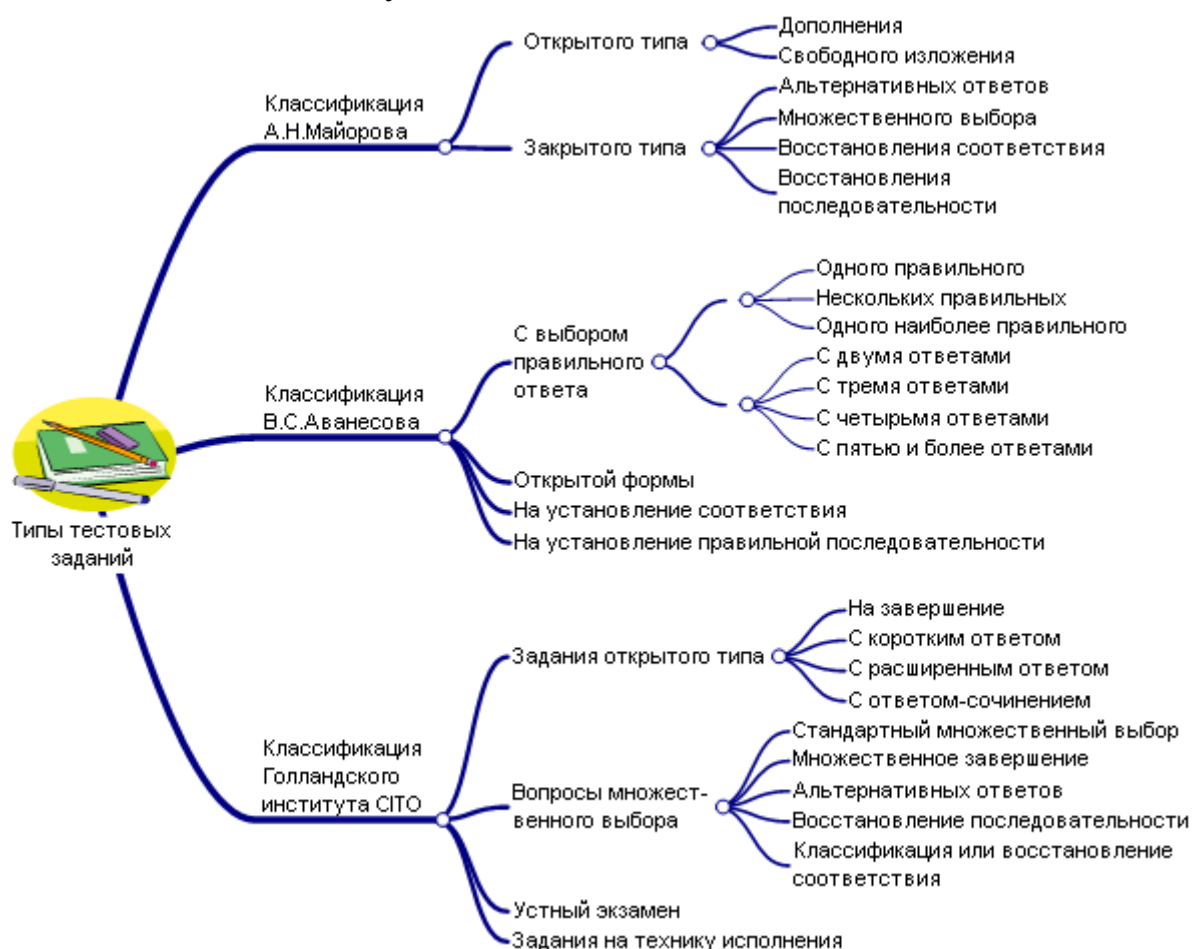 Типы тестовых
заданий
Классификация
А.Н.Майорова
Открытого типа
Дополнения
Свободного изложения
Закрытого типа
Альтернативных ответов
Множественного выбора
Восстановления соответствия
Восстановления
последовательности
Классификация
В.С.Аванесова
С выбором
правильного
ответа
Одного правильного
Нескольких правильных
Одного наиболее правильного
С двумя ответами
С тремя ответами
С четырьмя ответами
С пятью и более ответами
Открытой формы
На установление соответствия
На установление правильной последовательности
Классификация
Голландского
института CITO
Задания открытого типа
На завершение
С коротким ответом
С расширенным ответом
С ответом-сочинением
Вопросы множест-
венного выбора
Стандартный множественный выбор
Множественное завершение
Альтернативных ответов
Восстановление последовательности
Классификация или восстановление
соответствия
Устный экзамен
Задания на технику исполнения